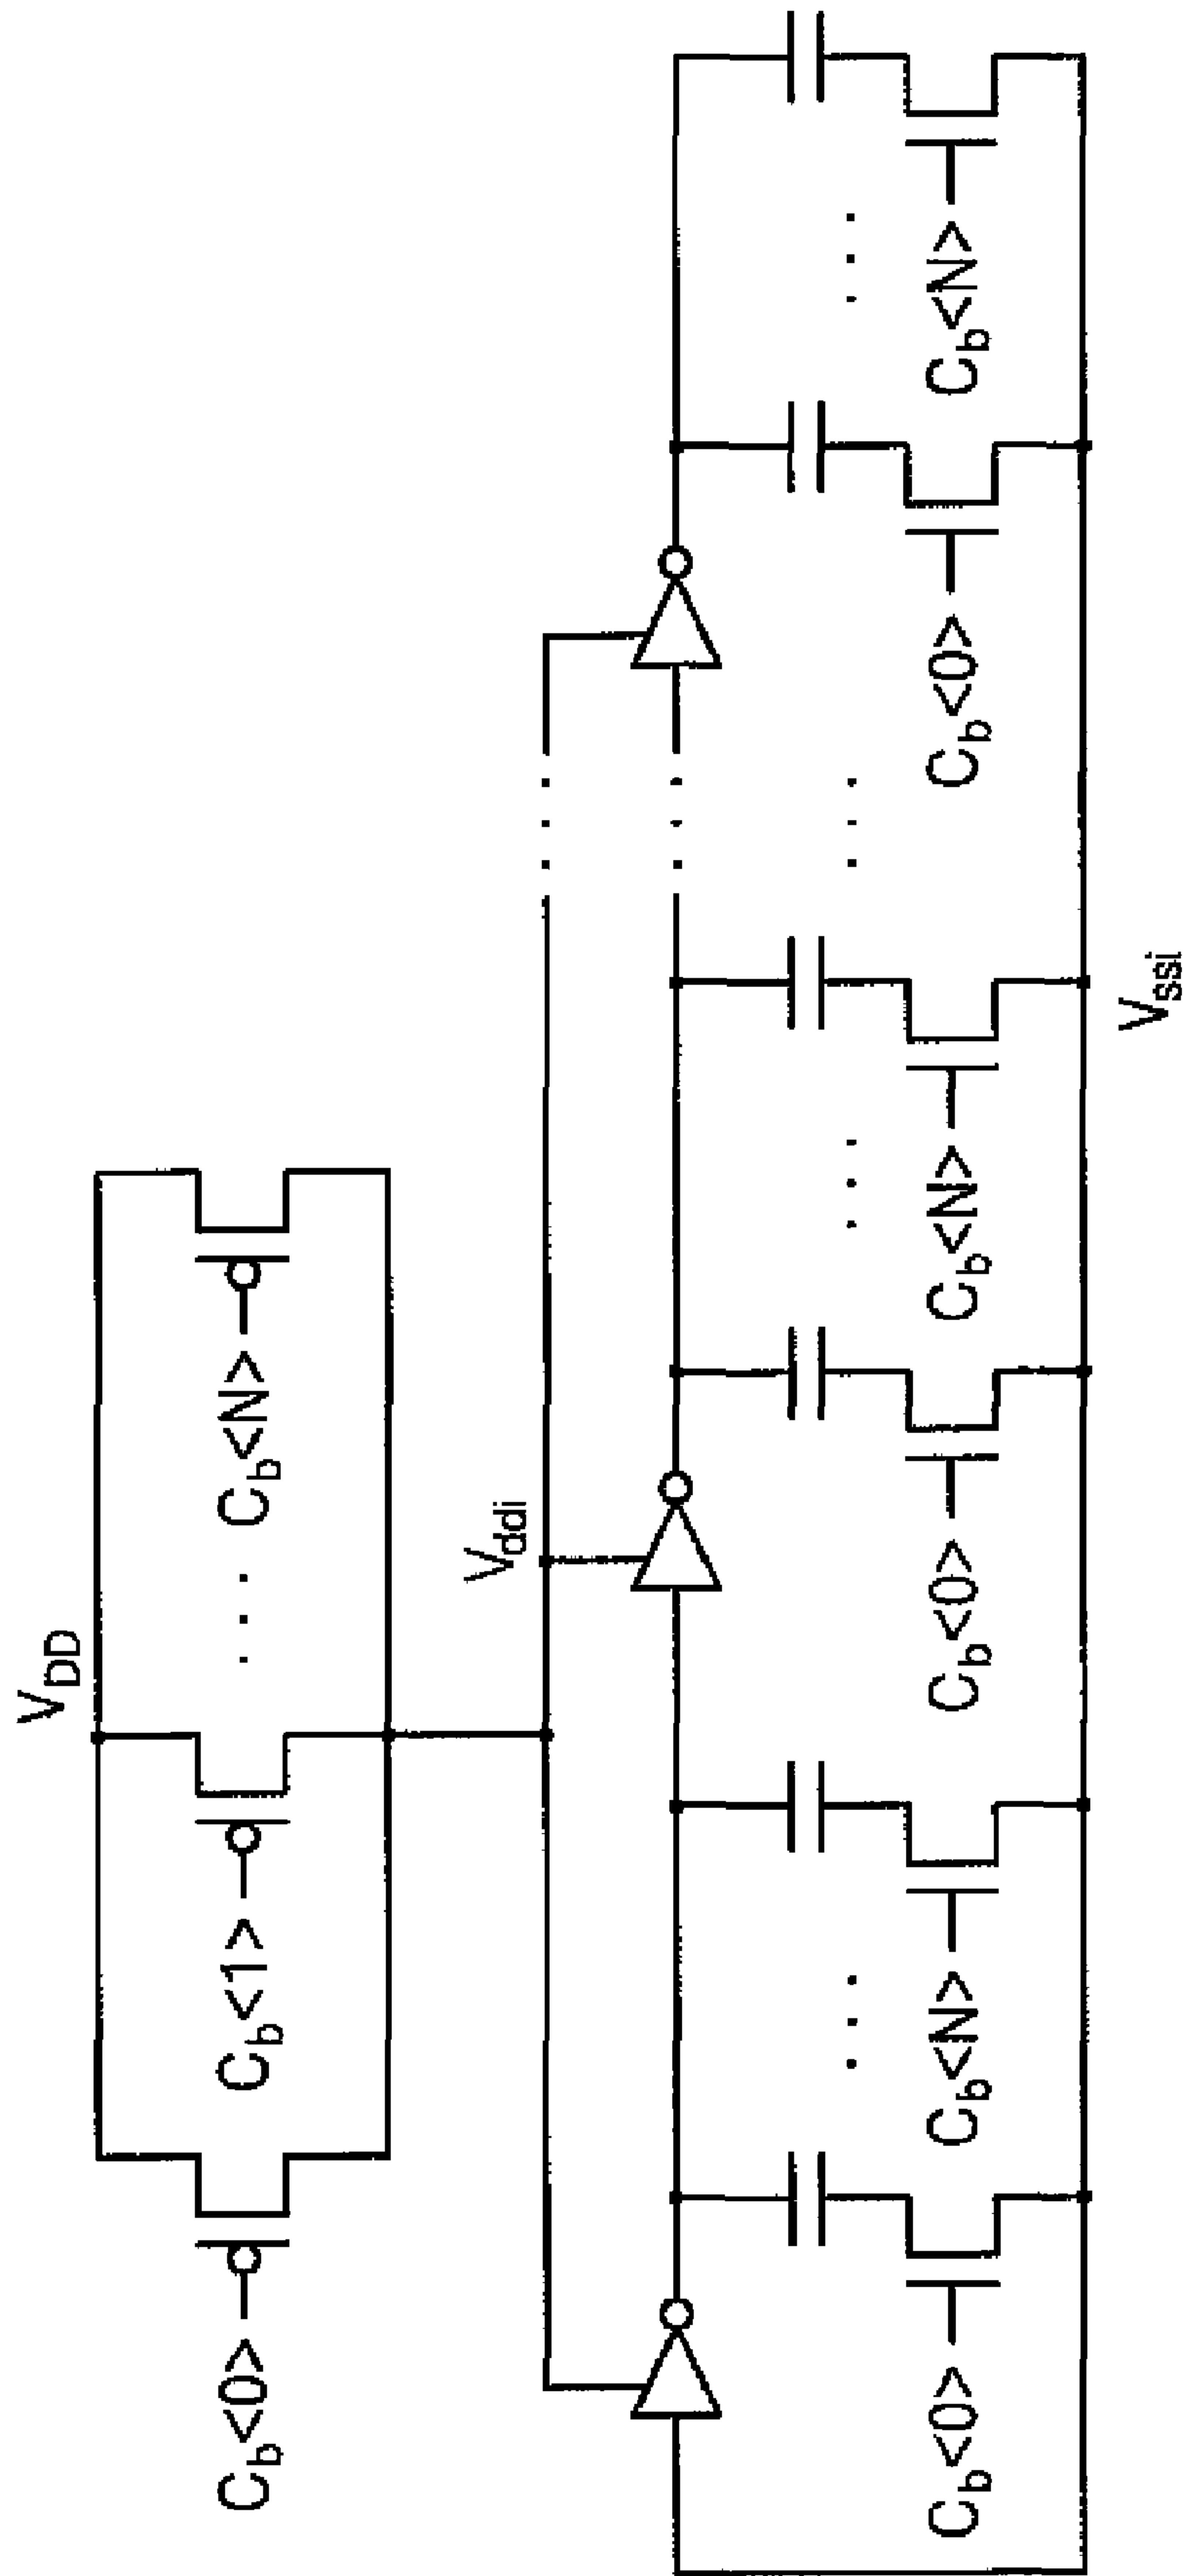 V_DD
C_b<0> C_b<1> ... C_b<N>
V_ddi
... ...
... ... ... ...
C_b<0> C_b<N> C_b<0> C_b<N> C_b<0> C_b<N>
V_ssi